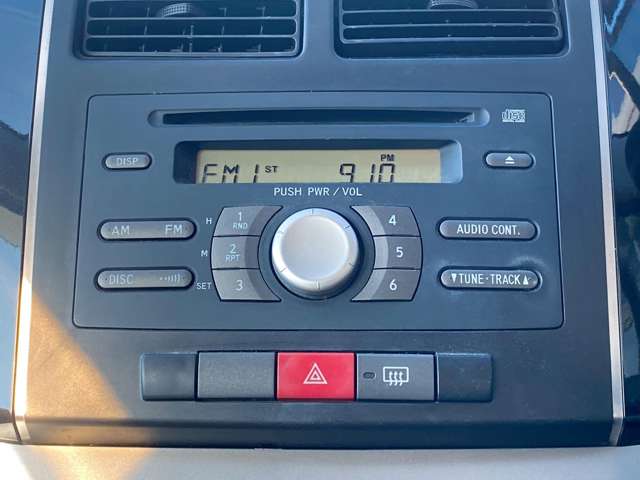 DISP
FM1 ST 9:10 PM
PUSH PWR / VOL
AM FM
H 1 RND
M 2 RPT
SET 3
4
5
6
DISC
AUDIO CONT.
▼TUNE・TRACK▲